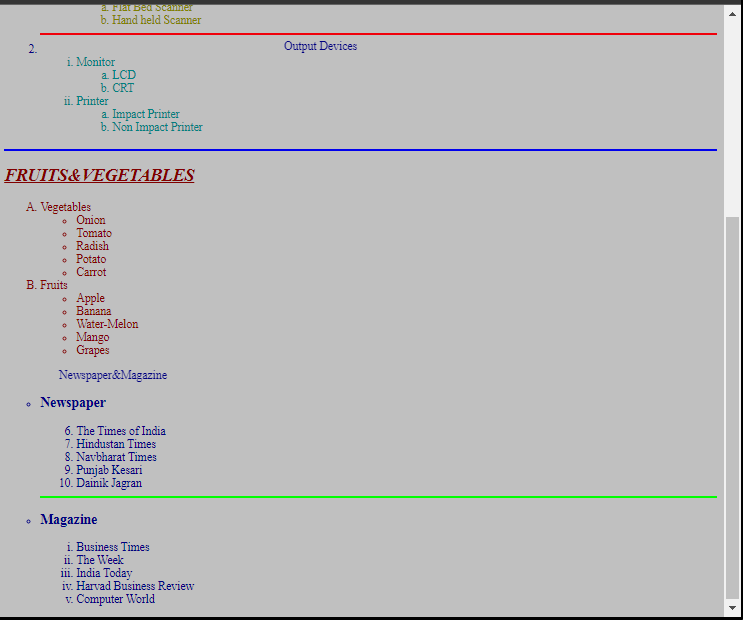 a. Flat Bed Scanner
b. Hand held Scanner
2. Output Devices
i. Monitor
a. LCD
b. CRT
ii. Printer
a. Impact Printer
b. Non Impact Printer
FRUITS&VEGETABLES
A. Vegetables
Onion
Tomato
Radish
Potato
Carrot
B. Fruits
Apple
Banana
Water-Melon
Mango
Grapes
Newspaper&Magazine
Newspaper
6. The Times of India
7. Hindustan Times
8. Navbharat Times
9. Punjab Kesari
10. Dainik Jagran
Magazine
i. Business Times
ii. The Week
iii. India Today
iv. Harvad Business Review
v. Computer World